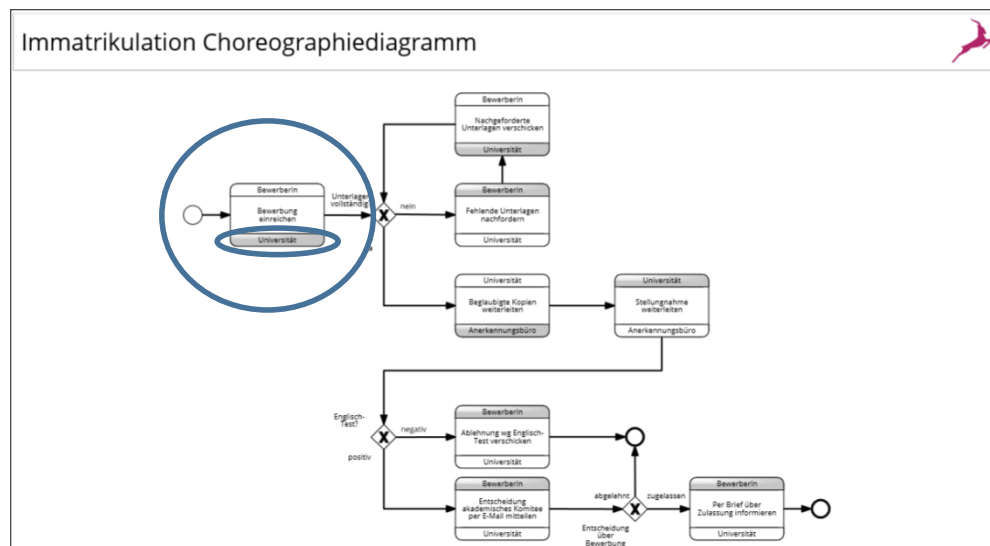 Immatrikulation Choreographiediagramm
BewerberIn
Nachgeforderte
Unterlagen verschicken
Universität
BewerberIn
Bewerbung
einreichen
Universität
Unterlagen
vollständig
nein
BewerberIn
Fehlende Unterlagen
nachfordern
Universität
Universität
Beglaubigte Kopien
weiterleiten
Anerkennungsbüro
Universität
Stellungnahme
weiterleiten
Anerkennungsbüro
Englisch-
Test?
negativ
positiv
BewerberIn
Ablehnung wg Englisch-
Test verschicken
Universität
BewerberIn
Entscheidung
akademisches Komitee
per E-Mail mitteilen
Universität
abgelehnt
zugelassen
Entscheidung
über
Bewerbung
BewerberIn
Per Brief über
Zulassung informieren
Universität